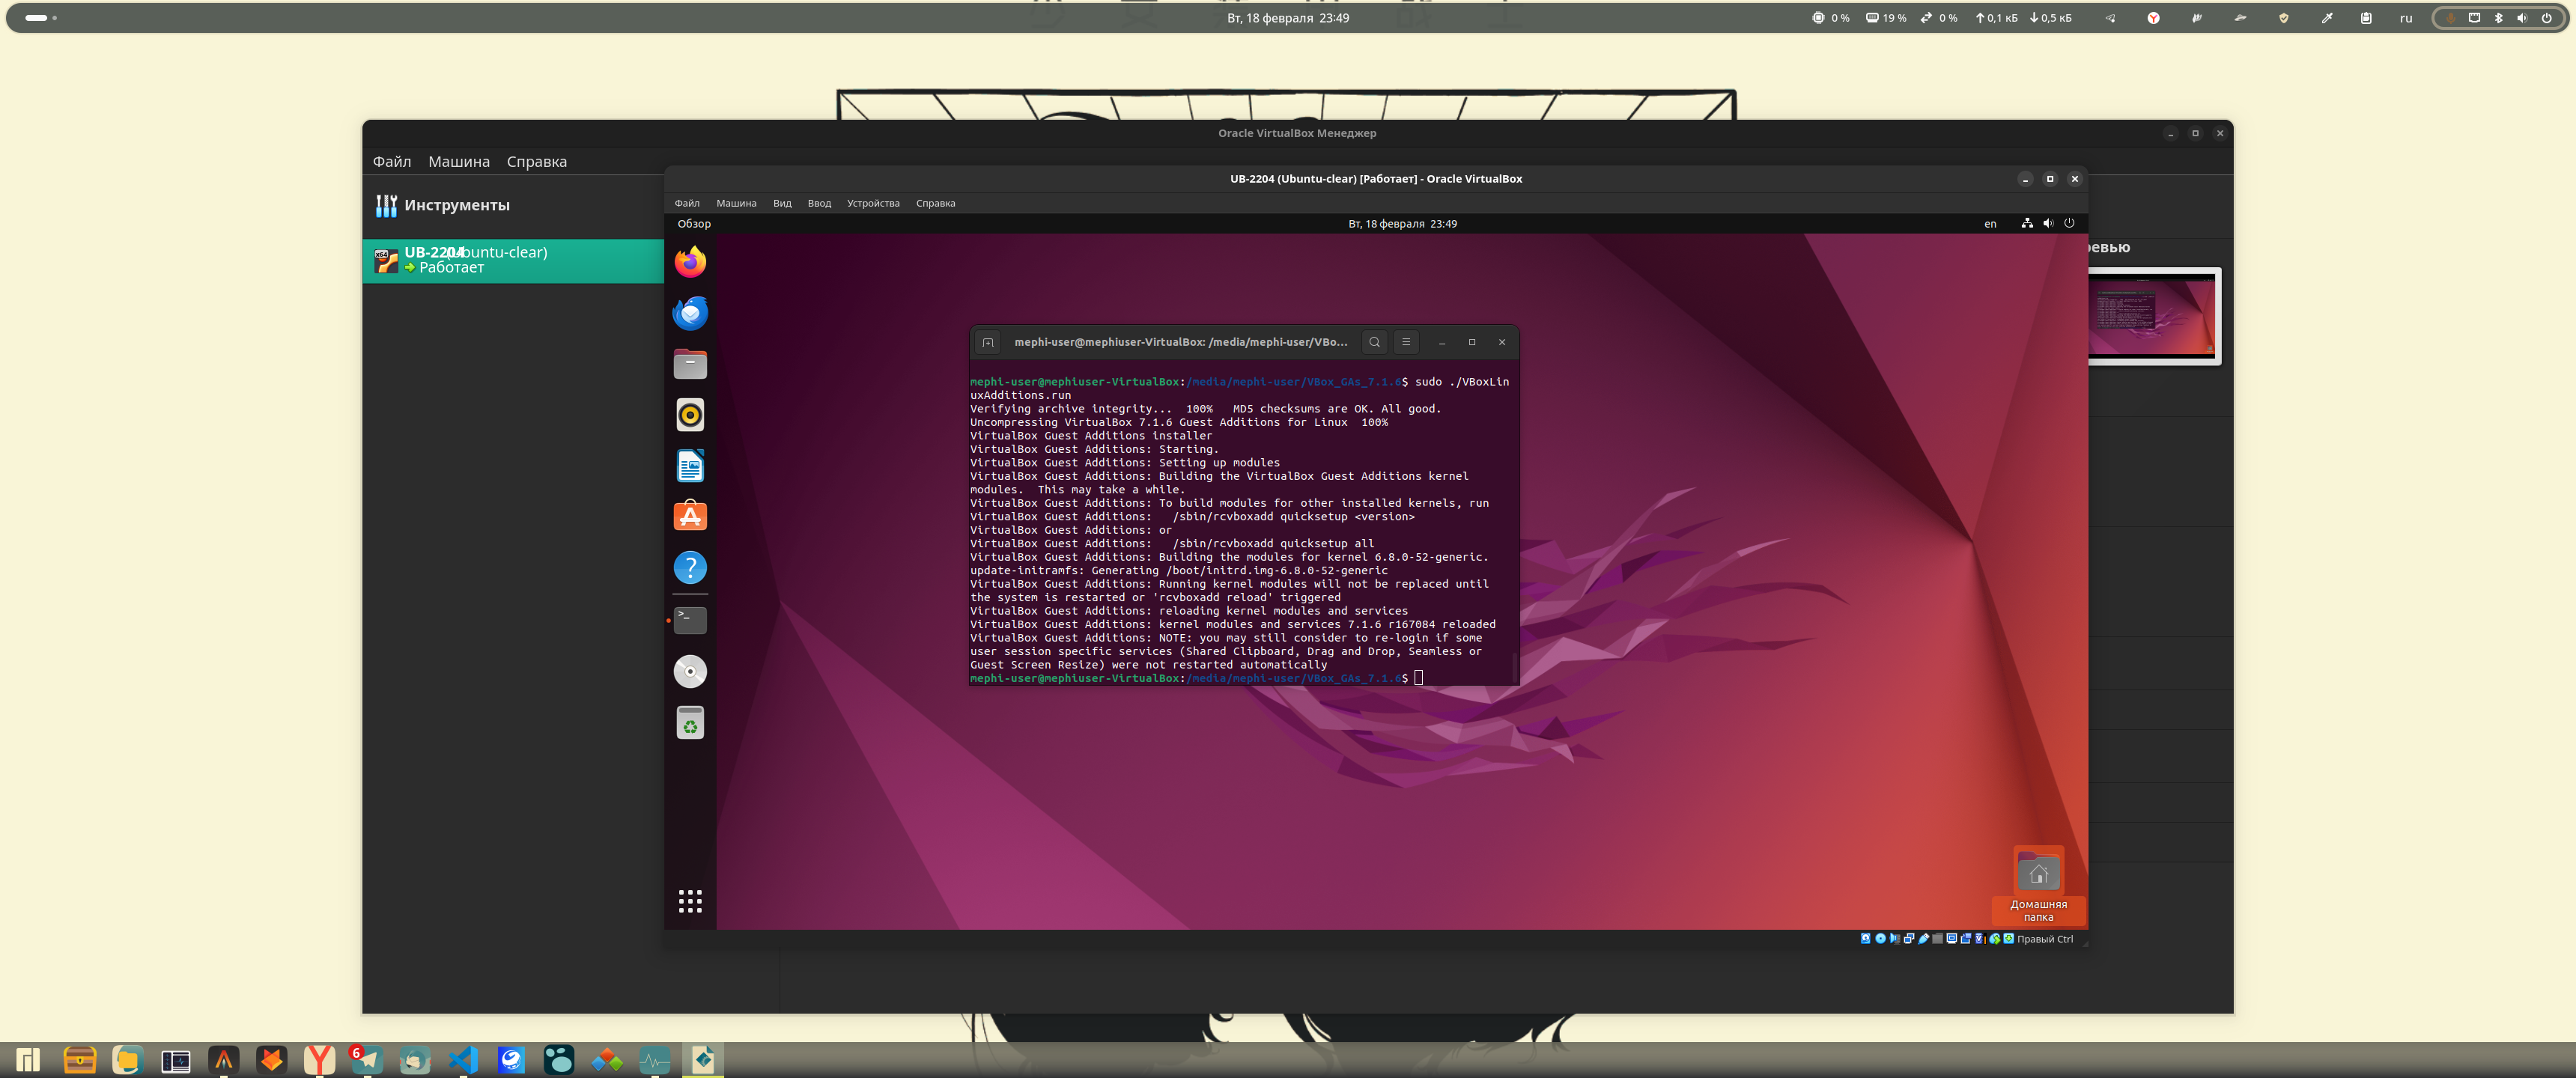 Вт, 18 февраля 23:49
0 %
19 %
0 %
0,1 кБ
0,5 кБ
ru
Oracle VirtualBox Менеджер
Файл Машина Справка
Инструменты
UB-2204 (Ubuntu-clear)
Работает
UB-2204 (Ubuntu-clear) [Работает] - Oracle VirtualBox
Файл Машина Вид Ввод Устройства Справка
Обзор
Вт, 18 февраля 23:49
en
ревью
mephi-user@mephiuser-VirtualBox: /media/mephi-user/VBo...
mephi-user@mephiuser-VirtualBox:/media/mephi-user/VBox_GAs_7.1.6$ sudo ./VBoxLin
uxAdditions.run
Verifying archive integrity...  100%   MD5 checksums are OK. All good.
Uncompressing VirtualBox 7.1.6 Guest Additions for Linux  100%
VirtualBox Guest Additions installer
VirtualBox Guest Additions: Starting.
VirtualBox Guest Additions: Setting up modules
VirtualBox Guest Additions: Building the VirtualBox Guest Additions kernel
modules.  This may take a while.
VirtualBox Guest Additions: To build modules for other installed kernels, run
VirtualBox Guest Additions:   /sbin/rcvboxadd quicksetup <version>
VirtualBox Guest Additions: or
VirtualBox Guest Additions:   /sbin/rcvboxadd quicksetup all
VirtualBox Guest Additions: Building the modules for kernel 6.8.0-52-generic.
update-initramfs: Generating /boot/initrd.img-6.8.0-52-generic
VirtualBox Guest Additions: Running kernel modules will not be replaced until
the system is restarted or 'rcvboxadd reload' triggered
VirtualBox Guest Additions: reloading kernel modules and services
VirtualBox Guest Additions: kernel modules and services 7.1.6 r167084 reloaded
VirtualBox Guest Additions: NOTE: you may still consider to re-login if some
user session specific services (Shared Clipboard, Drag and Drop, Seamless or
Guest Screen Resize) were not restarted automatically
mephi-user@mephiuser-VirtualBox:/media/mephi-user/VBox_GAs_7.1.6$
Домашняя
папка
Правый Ctrl
6